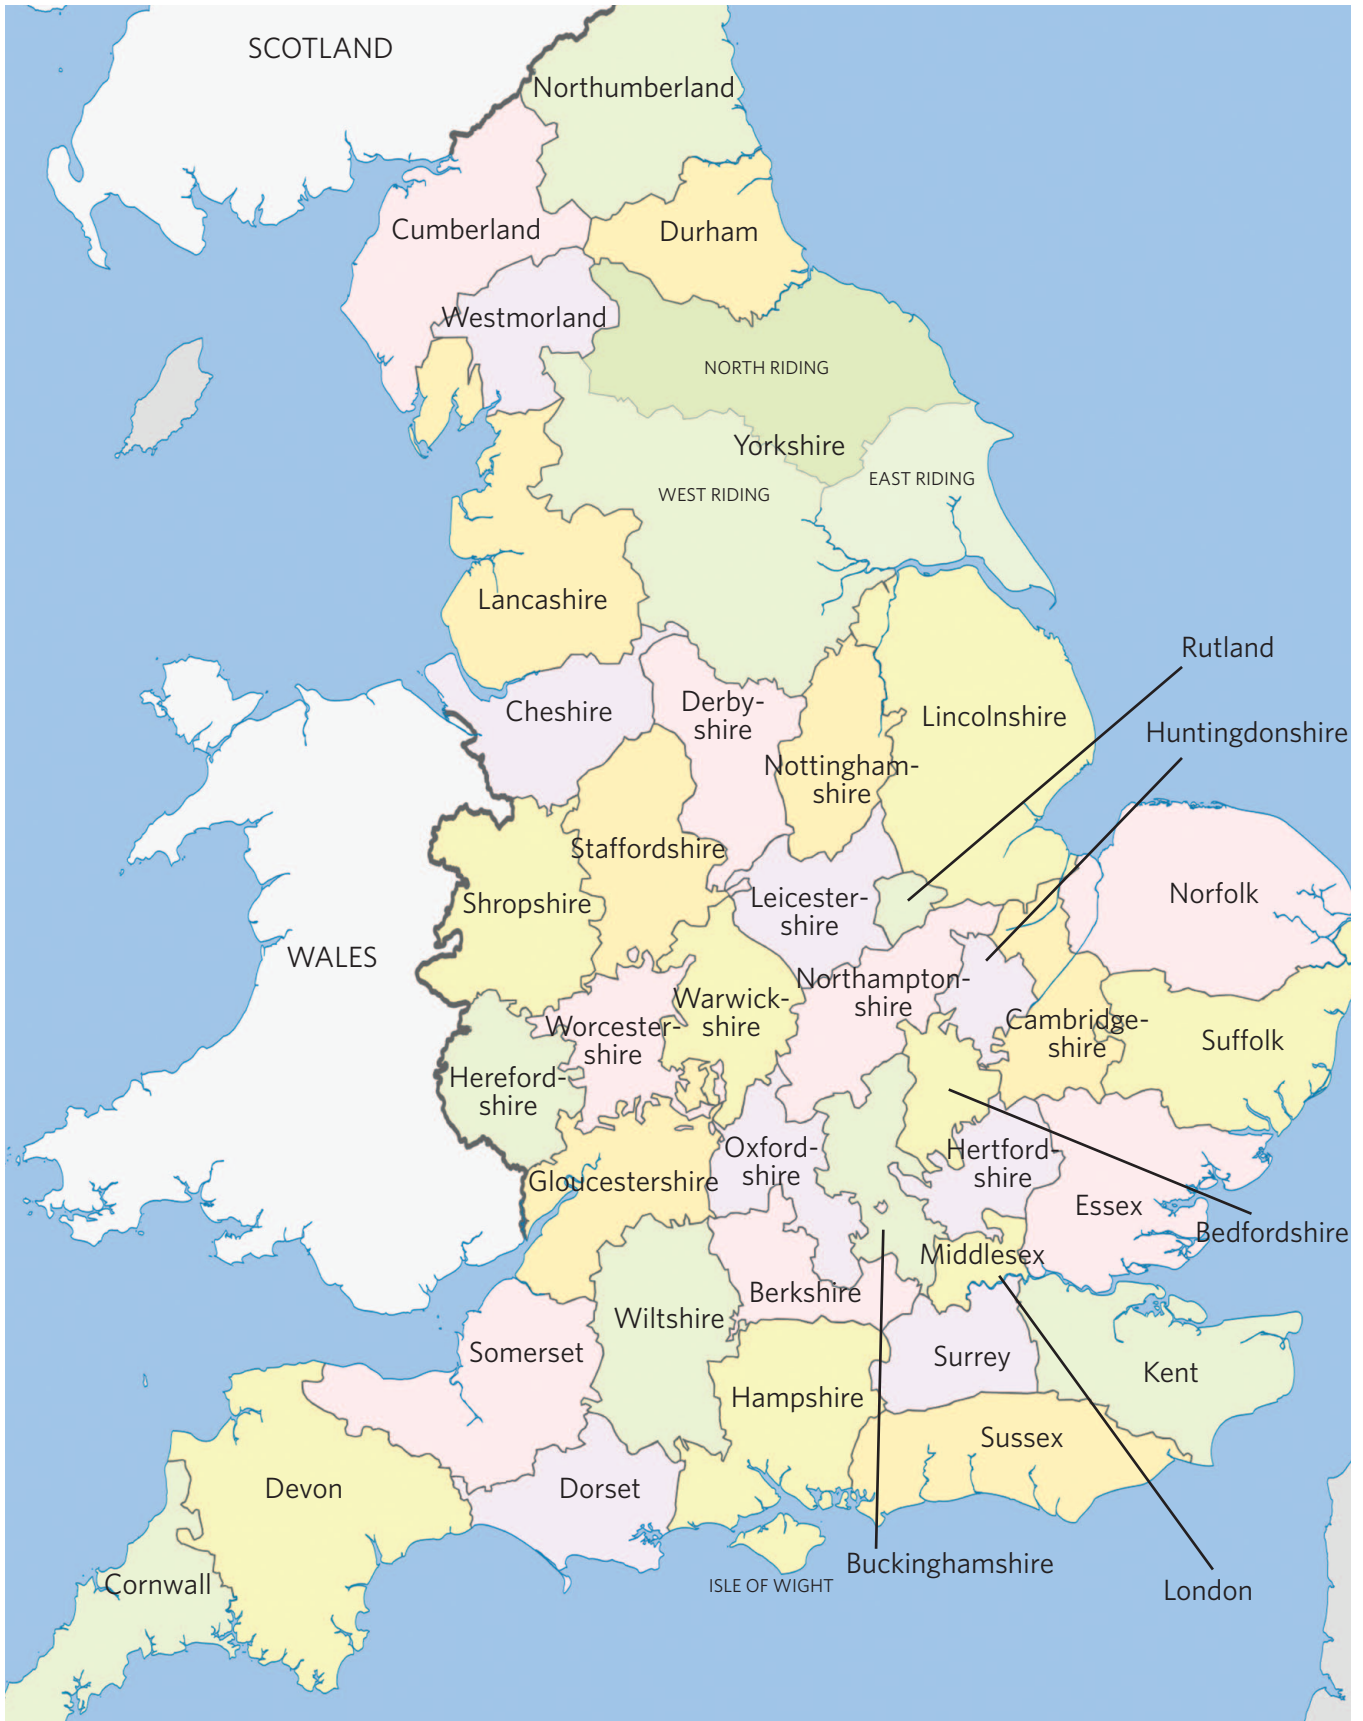 SCOTLAND
Northumberland
Cumberland
Durham
Westmorland
NORTH RIDING
Yorkshire
EAST RIDING
WEST RIDING
Lancashire
Rutland
Cheshire
Derby-
shire
Lincolnshire
Huntingdonshire
Nottingham-
shire
Staffordshire
Shropshire
Leicester-
shire
Norfolk
WALES
Northampton-
shire
Warwick-
shire
Worcester-
shire
Cambridge-
shire
Suffolk
Hereford-
shire
Oxford-
shire
Hertford-
shire
Gloucestershire
Essex
Bedfordshire
Middlesex
Berkshire
Wiltshire
Somerset
Surrey
Kent
Hampshire
Sussex
Devon
Dorset
Buckinghamshire
Cornwall
ISLE OF WIGHT
London